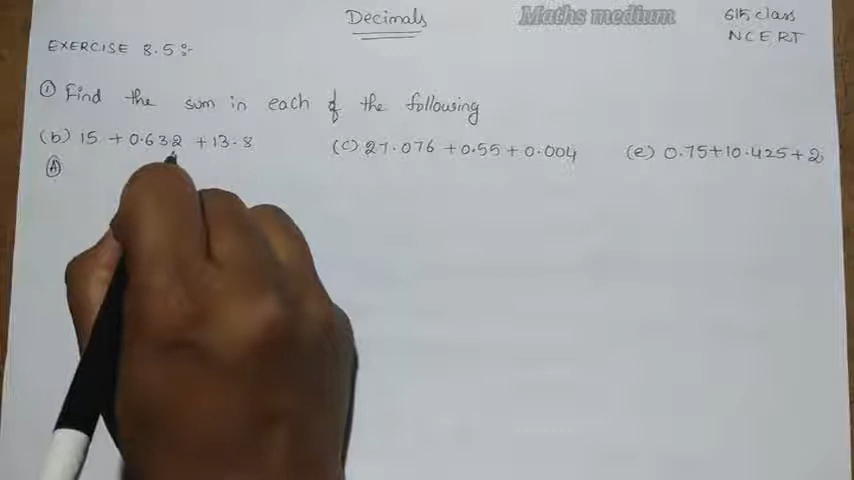 Decimals
Maths medium
6th class
NCERT
EXERCISE 8.5 :-
① Find the sum in each of the following
(b) 15 + 0.632 + 13.8
(c) 27.076 + 0.55 + 0.004
(e) 0.75+10.425+2
Ⓐ